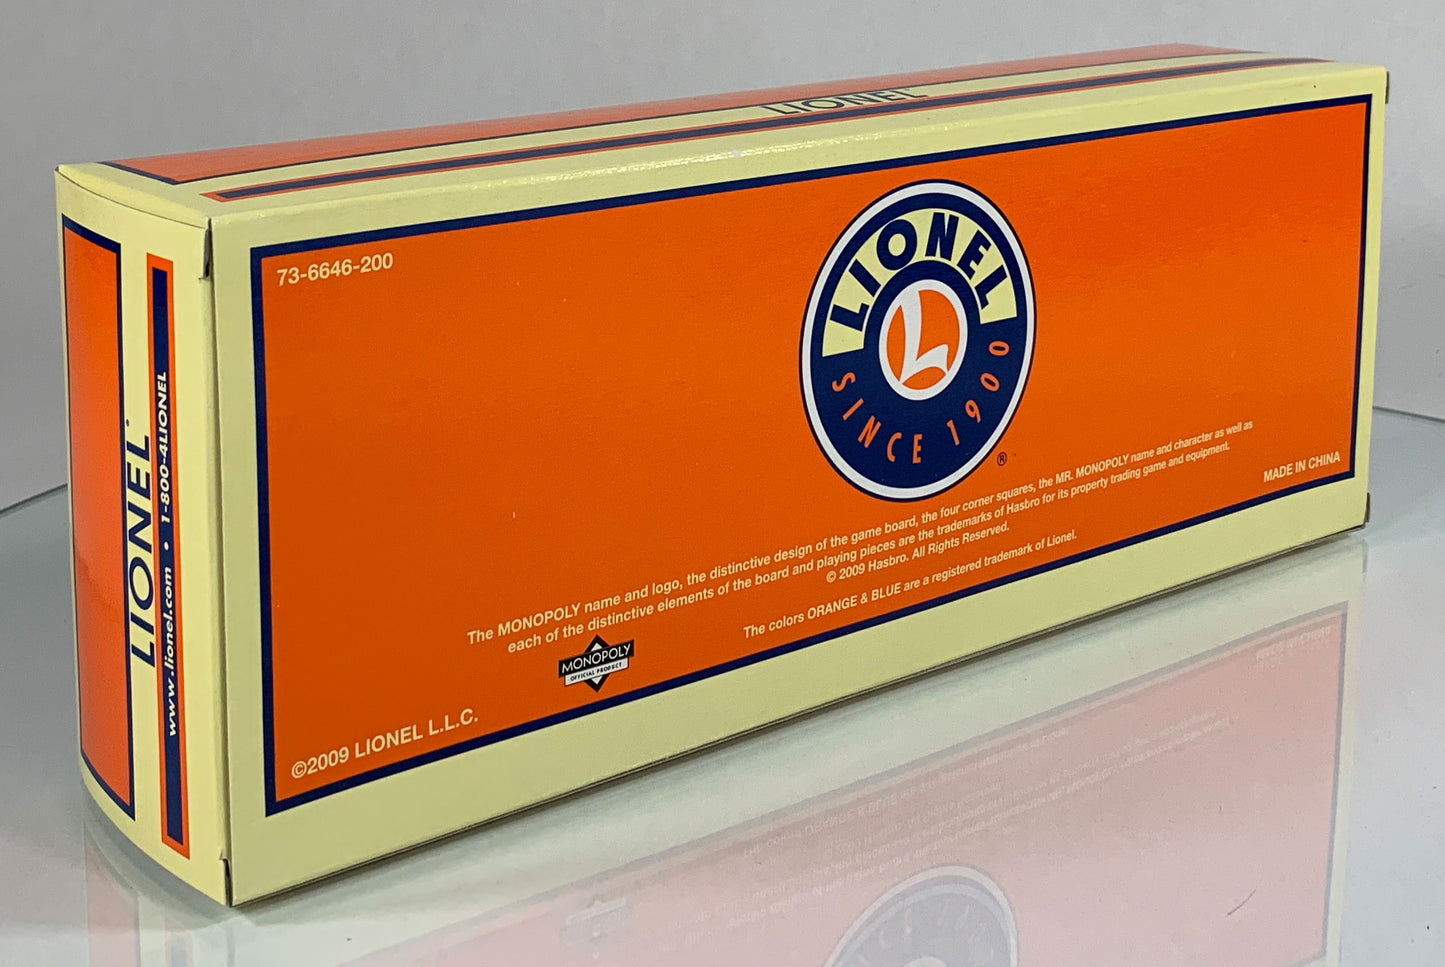 LIONEL
73-6646-200
LIONEL
L
SINCE 1900
®
The MONOPOLY name and logo, the distinctive design of the game board, the four corner squares, the MR. MONOPOLY name and character as well as
each of the distinctive elements of the board and playing pieces are the trademarks of Hasbro for its property trading game and equipment.
© 2009 Hasbro. All Rights Reserved.
The colors ORANGE & BLUE are a registered trademark of Lionel.
MADE IN CHINA
MONOPOLY
OFFICIAL PRODUCT
©2009 LIONEL L.L.C.
LIONEL
www.lionel.com • 1-800-4LIONEL